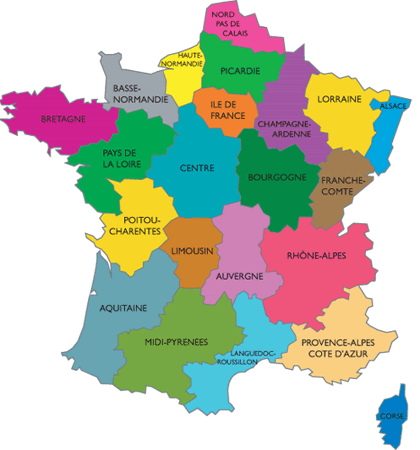 NORD
PAS DE
CALAIS
HAUTE-
NORMANDIE
PICARDIE
BASSE-
NORMANDIE
ILE DE
FRANCE
CHAMPAGNE-
ARDENNE
LORRAINE
ALSACE
BRETAGNE
PAYS DE
LA LOIRE
CENTRE
BOURGOGNE
FRANCHE-
COMTE
POITOU-
CHARENTES
LIMOUSIN
AUVERGNE
RHÔNE-ALPES
AQUITAINE
MIDI-PYRENEES
LANGUEDOC-
ROUSSILLON
PROVENCE-ALPES
COTE D'AZUR
CORSE